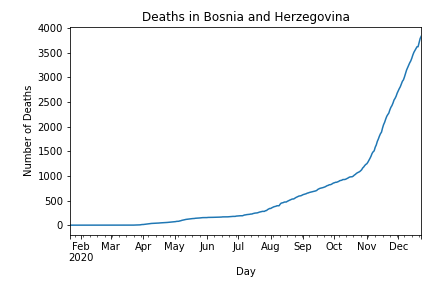 Deaths in Bosnia and Herzegovina
4000
3500
3000
2500
2000
1500
1000
500
0
Number of Deaths
Feb Mar Apr May Jun Jul Aug Sep Oct Nov Dec
2020
Day